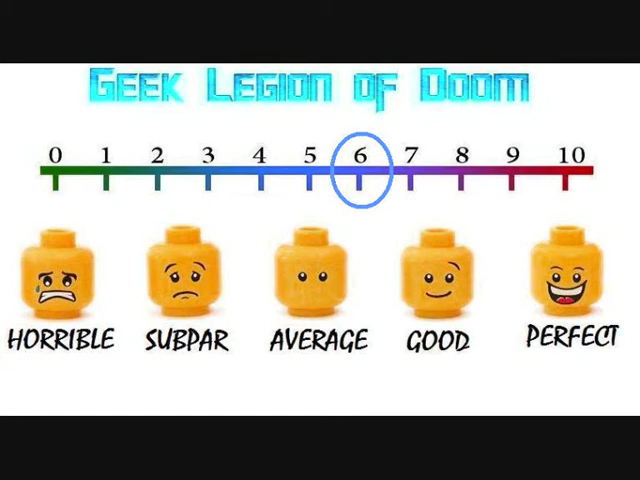 GEEK LEGION OF DOOM
0 1 2 3 4 5 6 7 8 9 10
HORRIBLE SUBPAR AVERAGE GOOD PERFECT